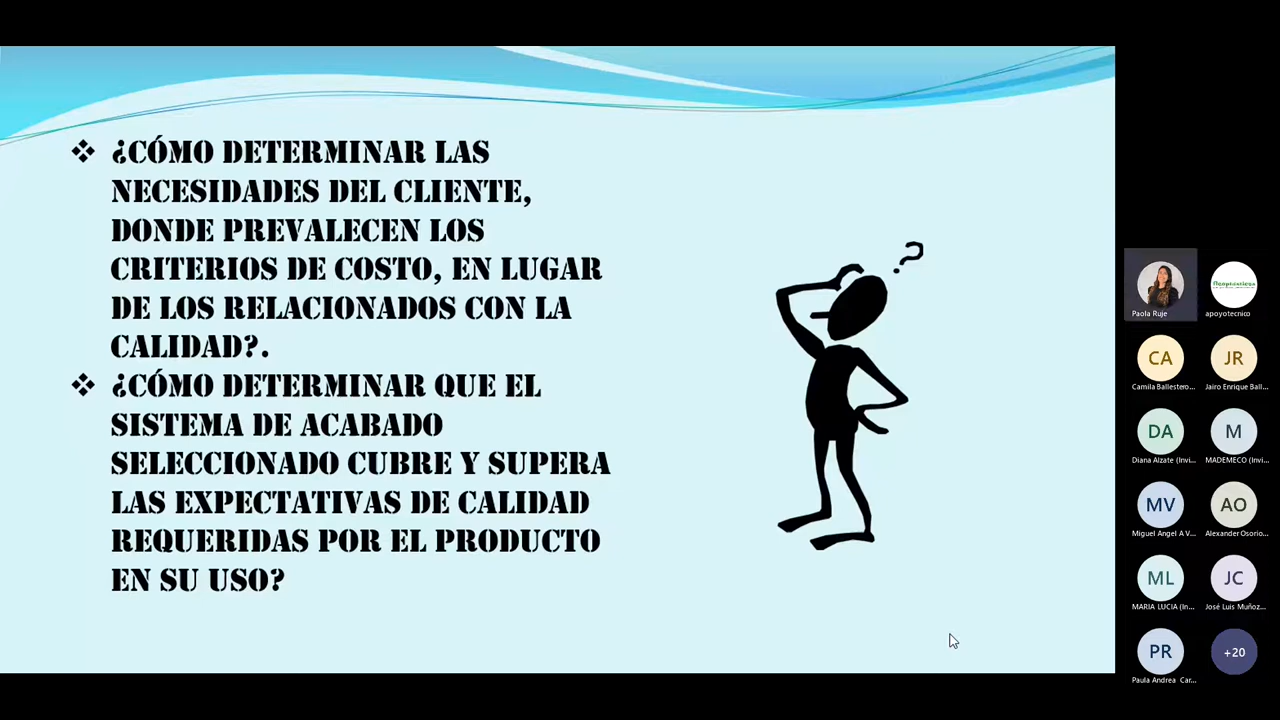 ❖ ¿CÓMO DETERMINAR LAS
NECESIDADES DEL CLIENTE,
DONDE PREVALECEN LOS
CRITERIOS DE COSTO, EN LUGAR
DE LOS RELACIONADOS CON LA
CALIDAD?.
❖ ¿CÓMO DETERMINAR QUE EL
SISTEMA DE ACABADO
SELECCIONADO CUBRE Y SUPERA
LAS EXPECTATIVAS DE CALIDAD
REQUERIDAS POR EL PRODUCTO
EN SU USO?
?
Paola Ruje
apoyotecnico
CA
JR
Camila Ballestero...
Jairo Enrique Ball...
DA
M
Diana Alzate (Invi...
MADEMECO (Invi...
MV
AO
Miguel Angel A V...
Alexander Osorio...
ML
JC
MARIA LUCIA (In...
José Luis Muñoz...
PR
+20
Paula Andrea Car...